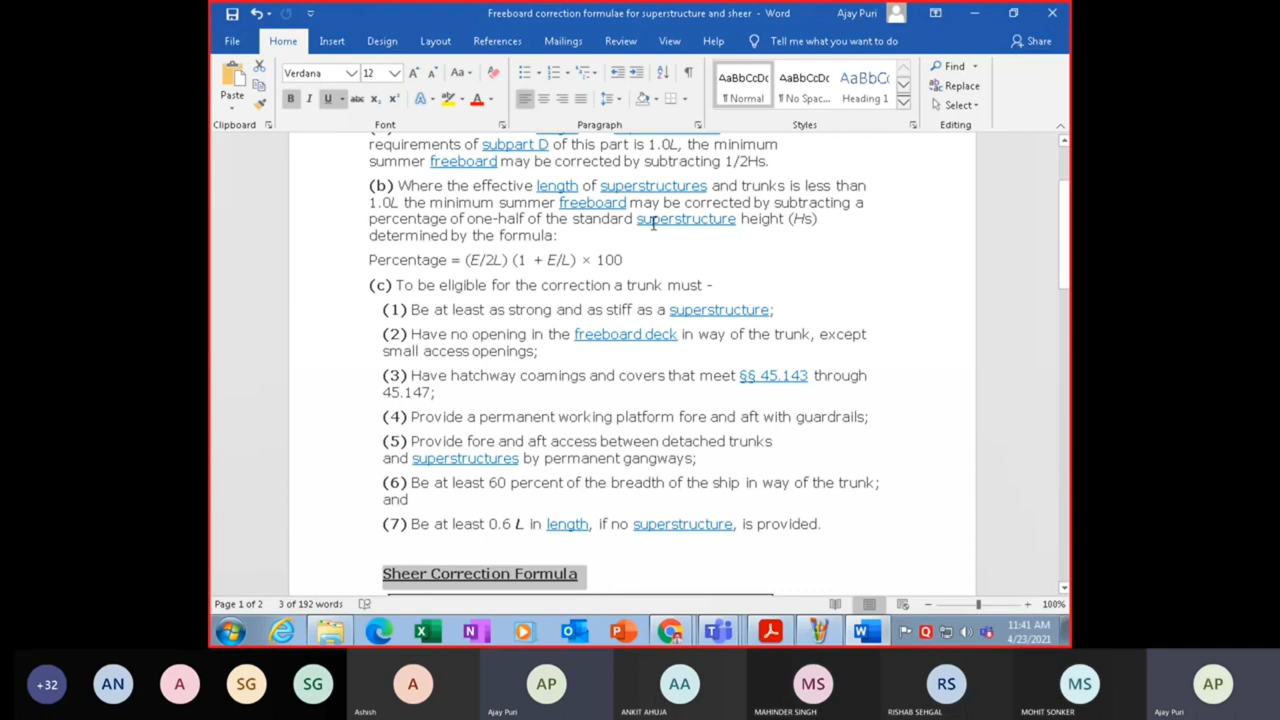 Freeboard correction formulae for superstructure and sheer - Word
Ajay Puri
File Home Insert Design Layout References Mailings Review View Help Tell me what you want to do Share
Paste
Clipboard
Verdana 12
Font
Paragraph
AaBbCcDc AaBbCcDc AaBbCc
¶ Normal ¶ No Spac... Heading 1
Styles
Find
Replace
Select
Editing
requirements of subpart D of this part is 1.0L, the minimum
summer freeboard may be corrected by subtracting 1/2Hs.
(b) Where the effective length of superstructures and trunks is less than
1.0L the minimum summer freeboard may be corrected by subtracting a
percentage of one-half of the standard superstructure height (Hs)
determined by the formula:
Percentage = (E/2L) (1 + E/L) × 100
(c) To be eligible for the correction a trunk must -
(1) Be at least as strong and as stiff as a superstructure;
(2) Have no opening in the freeboard deck in way of the trunk, except
small access openings;
(3) Have hatchway coamings and covers that meet §§ 45.143 through
45.147;
(4) Provide a permanent working platform fore and aft with guardrails;
(5) Provide fore and aft access between detached trunks
and superstructures by permanent gangways;
(6) Be at least 60 percent of the breadth of the ship in way of the trunk;
and
(7) Be at least 0.6 L in length, if no superstructure, is provided.
Sheer Correction Formula
Page 1 of 2 3 of 192 words 100%
11:41 AM
4/23/2021
+32 AN A SG SG A AP AA MS RS MS AP
Ashish Ajay Puri ANKIT AHUJA MAHINDER SINGH RISHAB SEHGAL MOHIT SONKER Ajay Puri